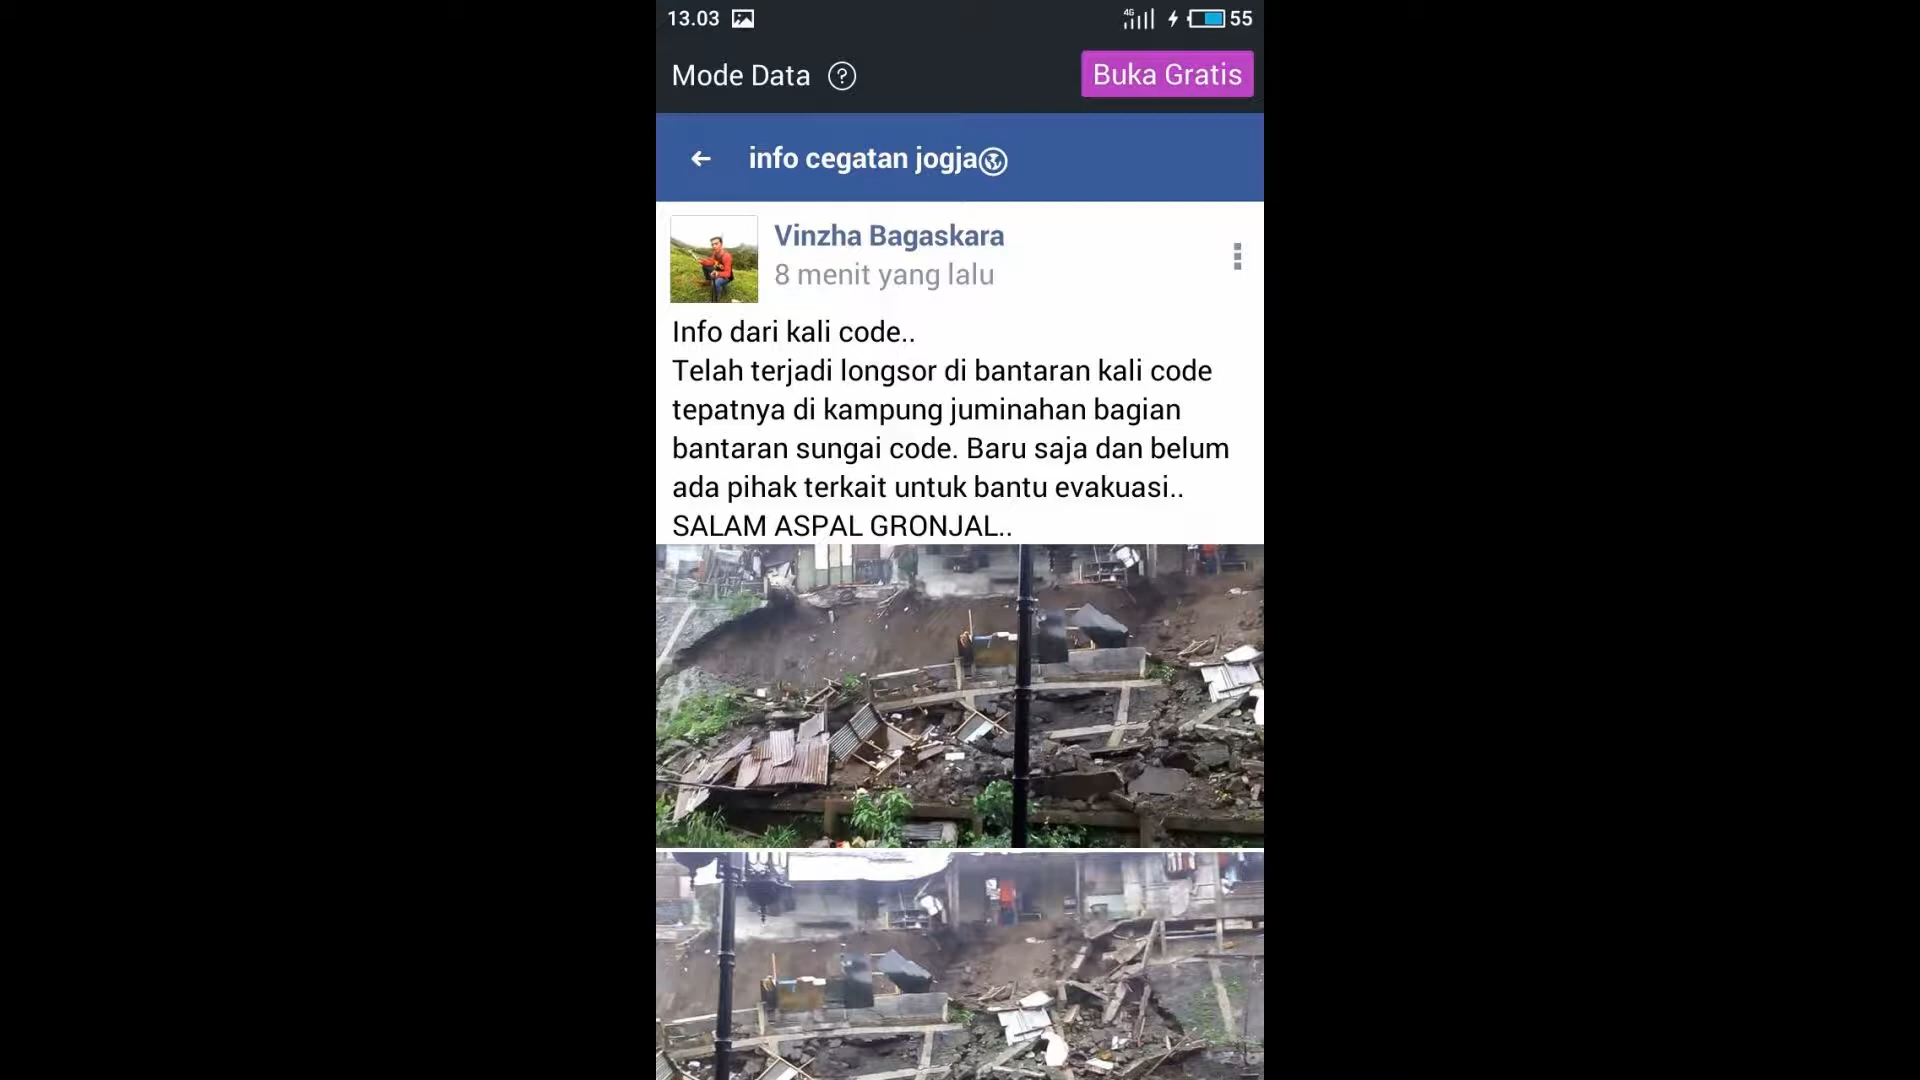 13.03
4G
55
Mode Data ?
Buka Gratis
info cegatan jogja
Vinzha Bagaskara
8 menit yang lalu
Info dari kali code..
Telah terjadi longsor di bantaran kali code
tepatnya di kampung juminahan bagian
bantaran sungai code. Baru saja dan belum
ada pihak terkait untuk bantu evakuasi..
SALAM ASPAL GRONJAL..